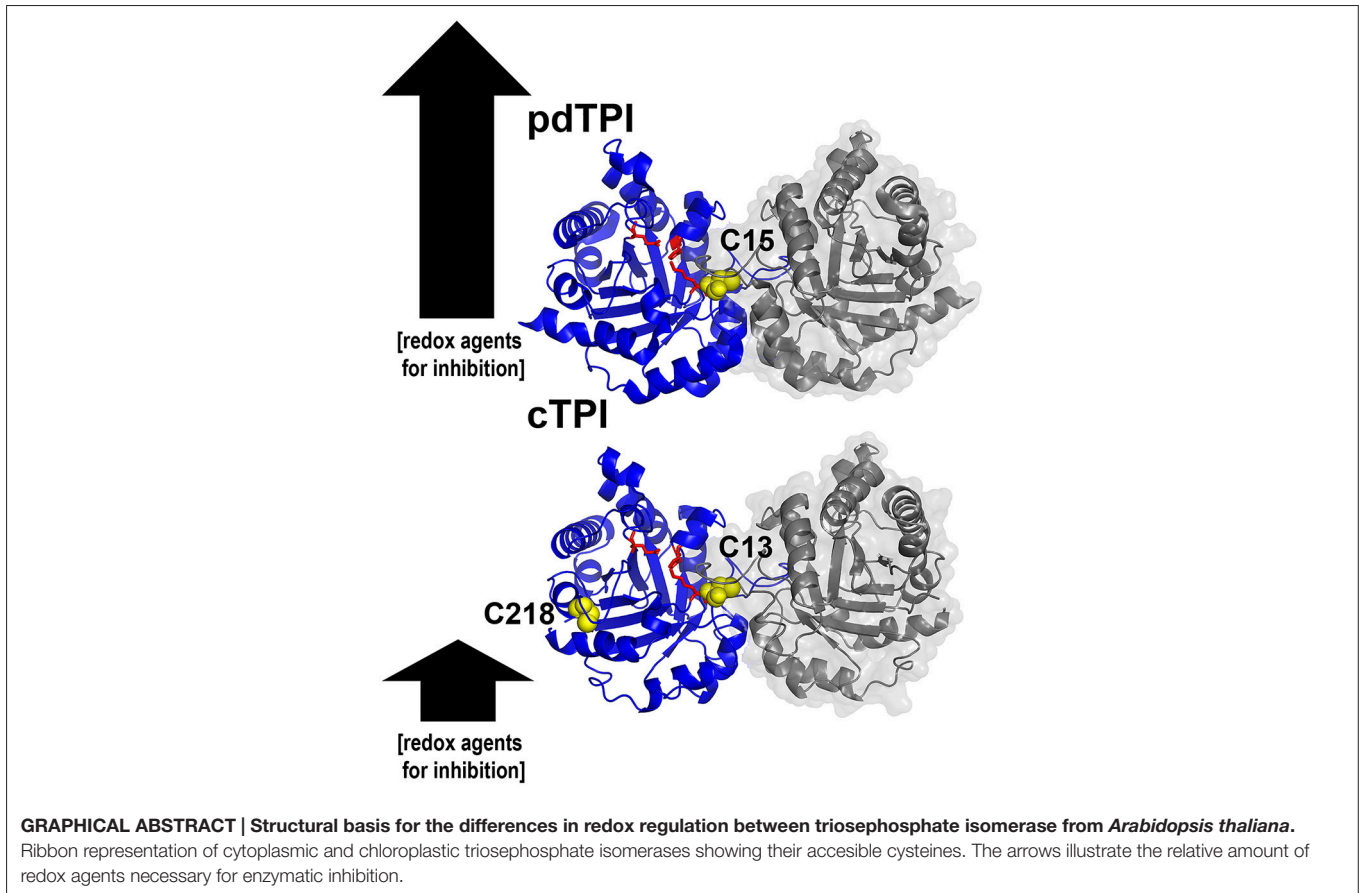 pdTPI
C15
[redox agents
for inhibition]
cTPI
C13
C218
[redox agents
for inhibition]
GRAPHICAL ABSTRACT | Structural basis for the differences in redox regulation between triosephosphate isomerase from Arabidopsis thaliana.
Ribbon representation of cytoplasmic and chloroplastic triosephosphate isomerases showing their accesible cysteines. The arrows illustrate the relative amount of
redox agents necessary for enzymatic inhibition.